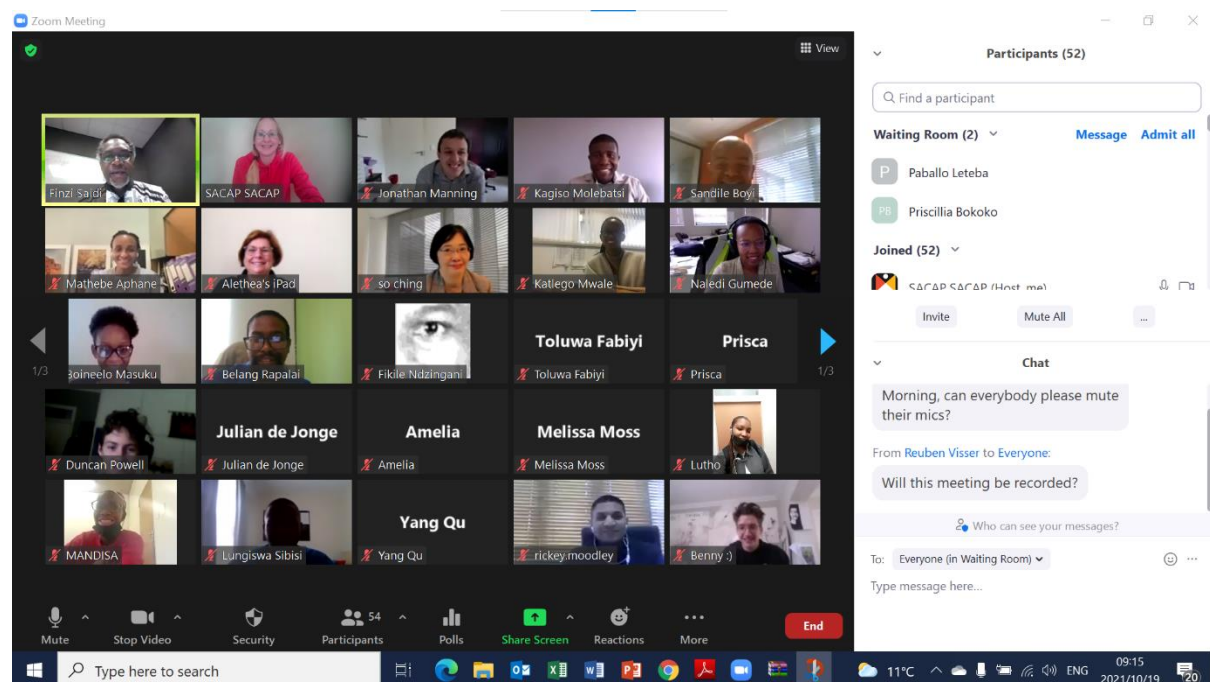 Zoom Meeting
View
Finzi Saidi
SACAP SACAP
Jonathan Manning
Kagiso Molebatsi
Sandile Boyi
Mathebe Aphane
Alethea's iPad
so ching
Katlego Mwale
Naledi Gumede
Boineelo Masuku
Belang Rapalai
Fikile Ndzingani
Toluwa Fabiyi
Toluwa Fabiyi
Prisca
Prisca
1/3
1/3
Duncan Powell
Julian de Jonge
Julian de Jonge
Amelia
Amelia
Melissa Moss
Melissa Moss
Lutho
MANDISA
Lungiswa Sibisi
Yang Qu
Yang Qu
rickey.moodley
Benny :)
Mute
Stop Video
Security
54
Participants
Polls
Share Screen
Reactions
More
End
Participants (52)
Find a participant
Waiting Room (2)
Message
Admit all
P
Paballo Leteba
PB
Priscillia Bokoko
Joined (52)
SACAP SACAP (Host, me)
Invite
Mute All
...
Chat
Morning, can everybody please mute
their mics?
From Reuben Visser to Everyone:
Will this meeting be recorded?
Who can see your messages?
To: Everyone (in Waiting Room)
Type message here...
Type here to search
11°C
ENG
09:15
2021/10/19
20